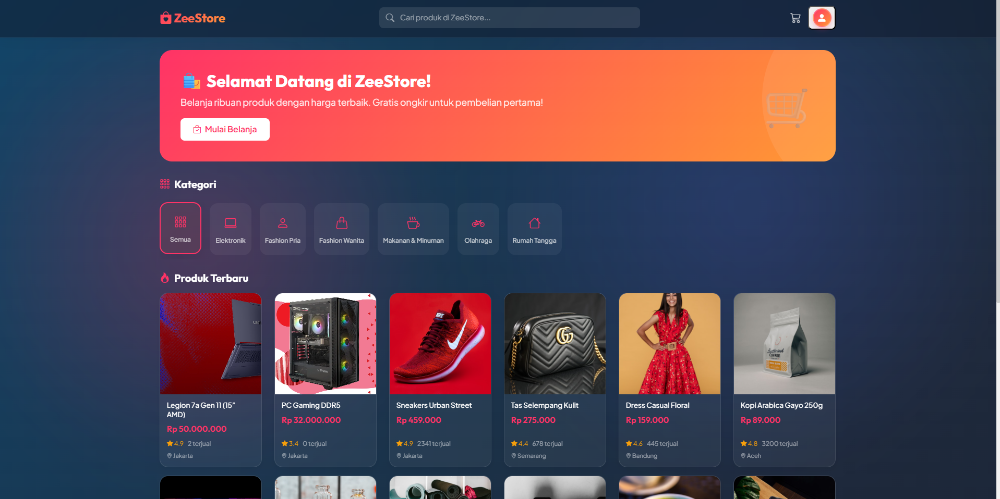 ZeeStore
Cari produk di ZeeStore...
Selamat Datang di ZeeStore!
Belanja ribuan produk dengan harga terbaik. Gratis ongkir untuk pembelian pertama!
Mulai Belanja
Kategori
Semua
Elektronik
Fashion Pria
Fashion Wanita
Makanan & Minuman
Olahraga
Rumah Tangga
Produk Terbaru
Legion 7a Gen 11 (15”
AMD)
Rp 50.000.000
4.9 2 terjual
Jakarta
PC Gaming DDR5
Rp 32.000.000
3.4 0 terjual
Jakarta
NIKE
Sneakers Urban Street
Rp 459.000
4.9 2341 terjual
Jakarta
Tas Selempang Kulit
Rp 275.000
4.4 678 terjual
Semarang
Dress Casual Floral
Rp 159.000
4.6 445 terjual
Bandung
COFFEE
Kopi Arabica Gayo 250g
Rp 89.000
4.8 3200 terjual
Aceh